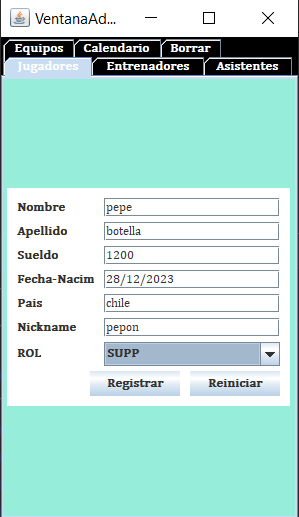 VentanaAd...
Equipos Calendario Borrar
Jugadores Entrenadores Asistentes
Nombre pepe
Apellido botella
Sueldo 1200
Fecha-Nacim 28/12/2023
Pais chile
Nickname pepon
ROL SUPP
Registrar Reiniciar